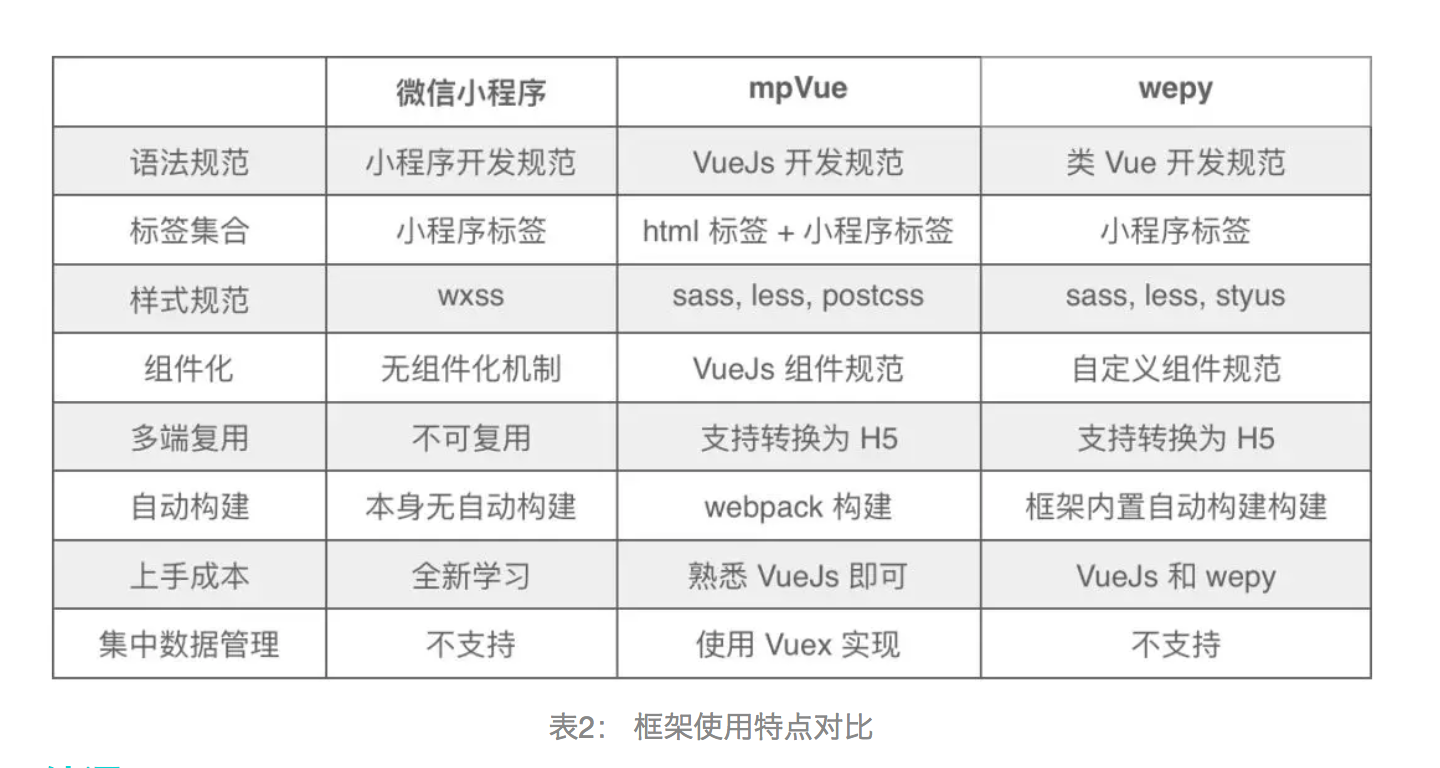 微信小程序 mpVue wepy
语法规范 小程序开发规范 VueJs 开发规范 类 Vue 开发规范
标签集合 小程序标签 html 标签 + 小程序标签 小程序标签
样式规范 wxss sass, less, postcss sass, less, styus
组件化 无组件化机制 VueJs 组件规范 自定义组件规范
多端复用 不可复用 支持转换为 H5 支持转换为 H5
自动构建 本身无自动构建 webpack 构建 框架内置自动构建构建
上手成本 全新学习 熟悉 VueJs 即可 VueJs 和 wepy
集中数据管理 不支持 使用 Vuex 实现 不支持
表2： 框架使用特点对比